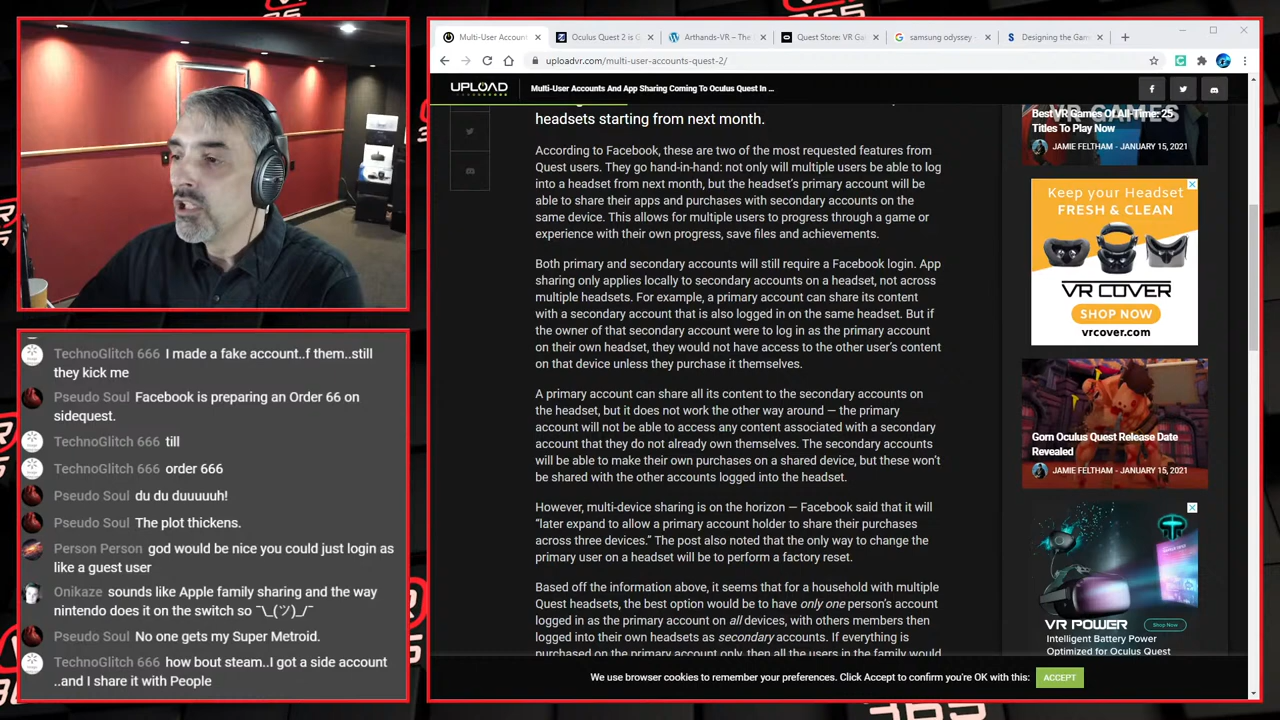 Multi-User Account
Oculus Quest 2 is G
Arthands-VR – The L
Quest Store: VR Ga
samsung odyssey
Designing the Gam
uploadvr.com/multi-user-accounts-quest-2/
UPLOAD
Multi-User Accounts And App Sharing Coming To Oculus Quest In ...
headsets starting from next month.
According to Facebook, these are two of the most requested features from
Quest users. They go hand-in-hand: not only will multiple users be able to log
into a headset from next month, but the headset's primary account will be
able to share their apps and purchases with secondary accounts on the
same device. This allows for multiple users to progress through a game or
experience with their own progress, save files and achievements.
Both primary and secondary accounts will still require a Facebook login. App
sharing only applies locally to secondary accounts on a headset, not across
multiple headsets. For example, a primary account can share its content
with a secondary account that is also logged in on the same headset. But if
the owner of that secondary account were to log in as the primary account
on their own headset, they would not have access to the other user's content
on that device unless they purchase it themselves.
A primary account can share all its content to the secondary accounts on
the headset, but it does not work the other way around — the primary
account will not be able to access any content associated with a secondary
account that they do not already own themselves. The secondary accounts
will be able to make their own purchases on a shared device, but these won't
be shared with the other accounts logged into the headset.
However, multi-device sharing is on the horizon — Facebook said that it will
"later expand to allow a primary account holder to share their purchases
across three devices." The post also noted that the only way to change the
primary user on a headset will be to perform a factory reset.
Based off the information above, it seems that for a household with multiple
Quest headsets, the best option would be to have only one person's account
logged in as the primary account on all devices, with others members then
logged into their own headsets as secondary accounts. If everything is
purchased on the primary account only, then all the users in the family would
VR GAMES
Best VR Games Of All-Time: 25
Titles To Play Now
JAMIE FELTHAM - JANUARY 15, 2021
Keep your Headset
FRESH & CLEAN
VR COVER
SHOP NOW
vrcover.com
Gorn Oculus Quest Release Date
Revealed
JAMIE FELTHAM - JANUARY 15, 2021
VR POWER
Shop Now
Intelligent Battery Power
Optimized for Oculus Quest
We use browser cookies to remember your preferences. Click Accept to confirm you're OK with this:
ACCEPT
TechnoGlitch 666 I made a fake account..f them..still
they kick me
Pseudo Soul Facebook is preparing an Order 66 on
sidequest.
TechnoGlitch 666 till
TechnoGlitch 666 order 666
Pseudo Soul du du duuuuuh!
Pseudo Soul The plot thickens.
Person Person god would be nice you could just login as
like a guest user
Onikaze sounds like Apple family sharing and the way
nintendo does it on the switch so ¯\_(ツ)_/¯
Pseudo Soul No one gets my Super Metroid.
TechnoGlitch 666 how bout steam..I got a side account
..and I share it with People